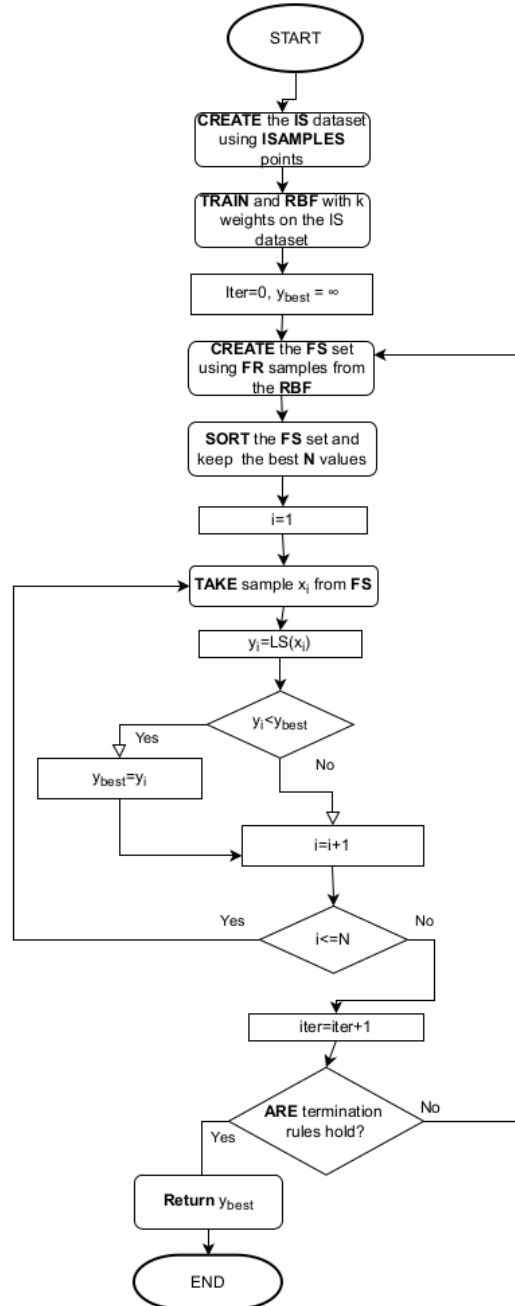 START
CREATE the IS dataset
using ISAMPLES
points
TRAIN and RBF with k
weights on the IS
dataset
Iter=0, ybest = ∞
CREATE the FS set
using FR samples from
the RBF
SORT the FS set and
keep the best N values
i=1
TAKE sample xi from FS
yi=LS(xi)
yi<ybest
Yes
No
ybest=yi
i=i+1
Yes
i<=N
No
iter=iter+1
ARE termination
rules hold?
Yes
No
Return ybest
END